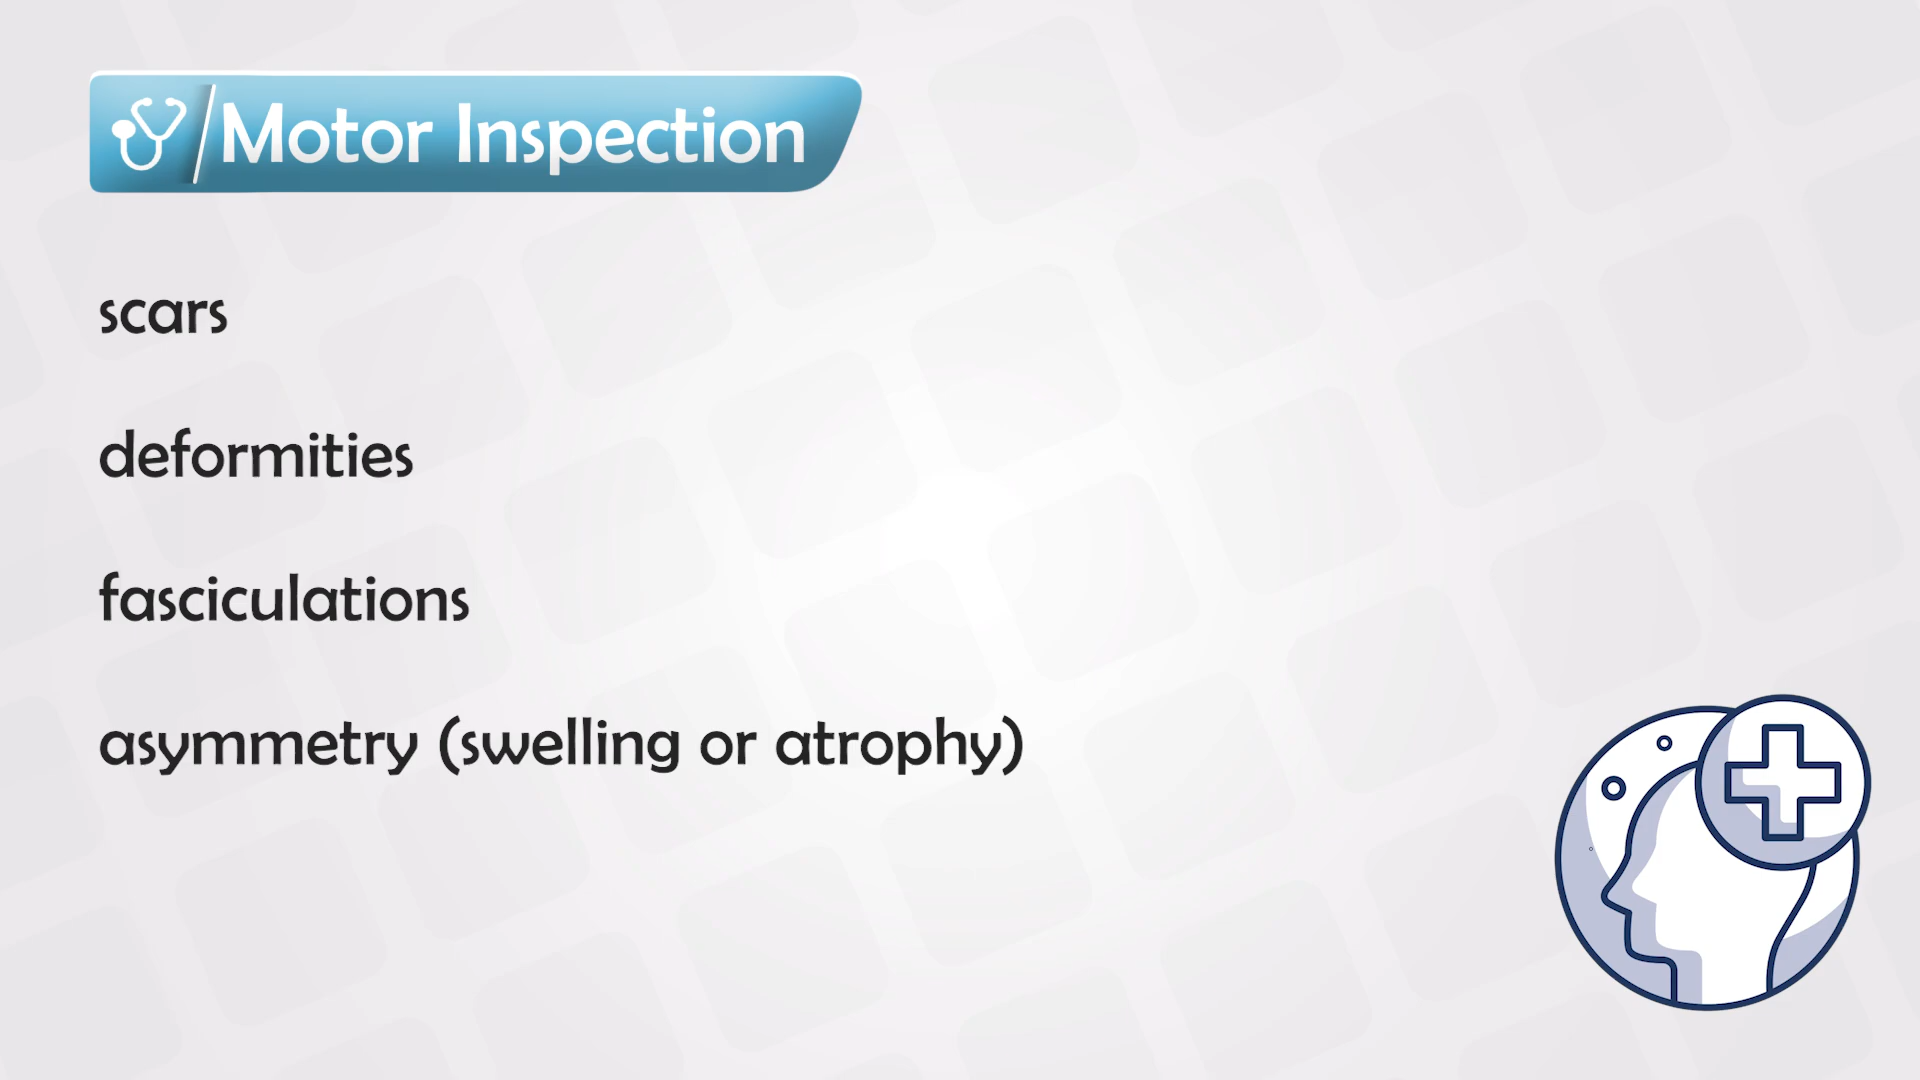 Motor Inspection
scars
deformities
fasciculations
asymmetry (swelling or atrophy)